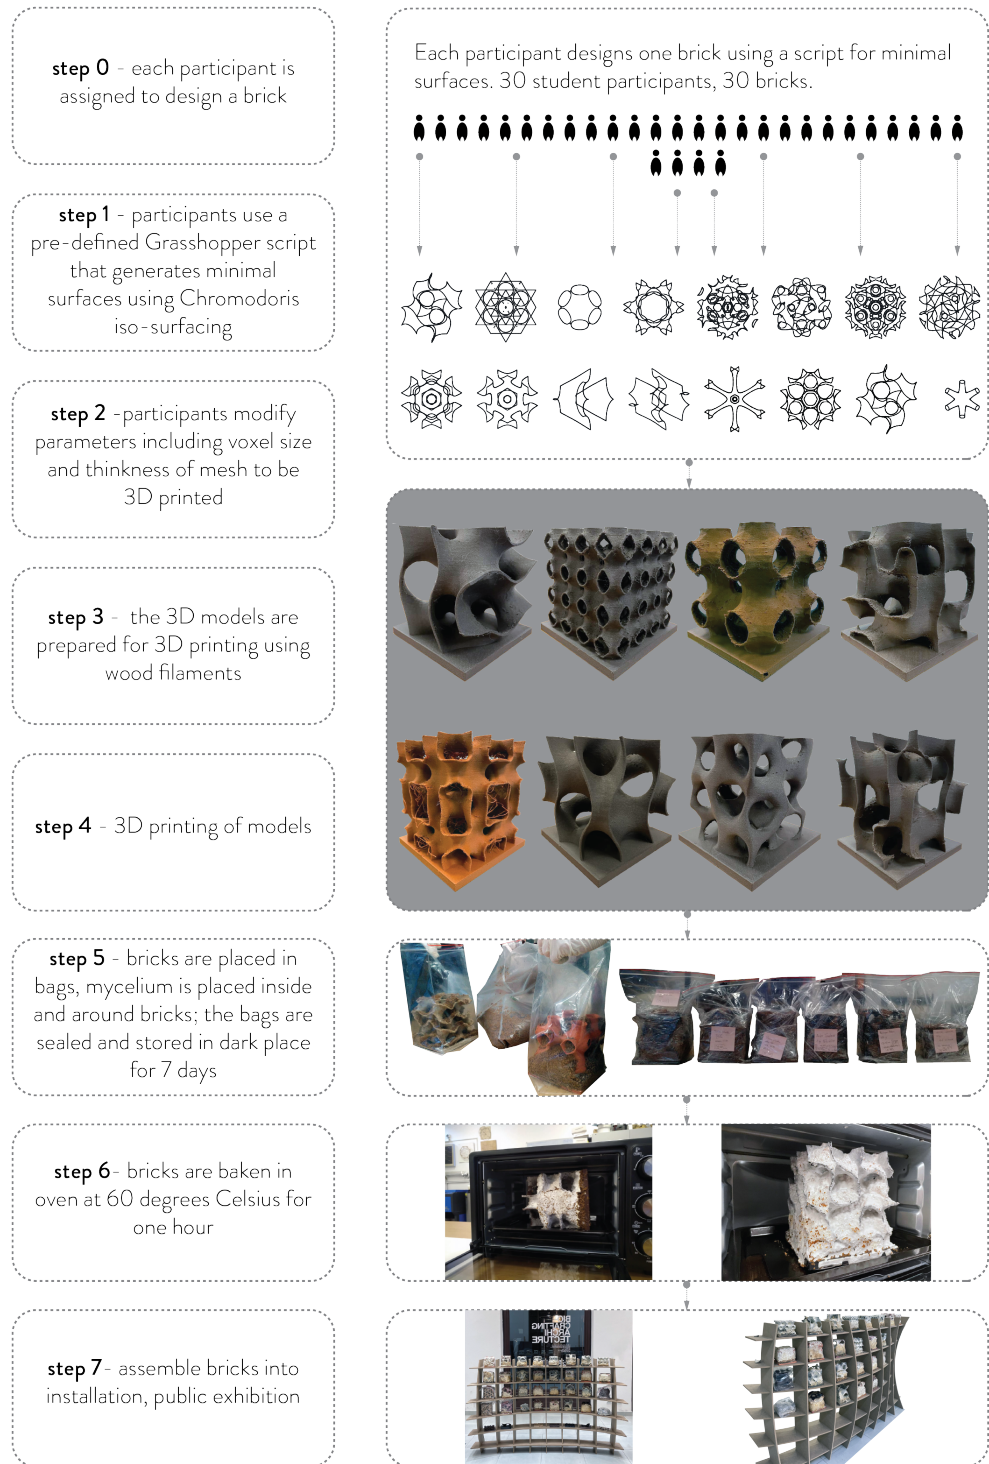 step 0 - each participant is
assigned to design a brick
Each participant designs one brick using a script for minimal
surfaces. 30 student participants, 30 bricks.
step 1 - participants use a
pre-defined Grasshopper script
that generates minimal
surfaces using Chromodoris
iso-surfacing
step 2 -participants modify
parameters including voxel size
and thinkness of mesh to be
3D printed
step 3 - the 3D models are
prepared for 3D printing using
wood filaments
step 4 - 3D printing of models
step 5 - bricks are placed in
bags, mycelium is placed inside
and around bricks; the bags are
sealed and stored in dark place
for 7 days
step 6- bricks are baken in
oven at 60 degrees Celsius for
one hour
step 7- assemble bricks into
installation, public exhibition
CRAFTING
ARCHI
TECTURE